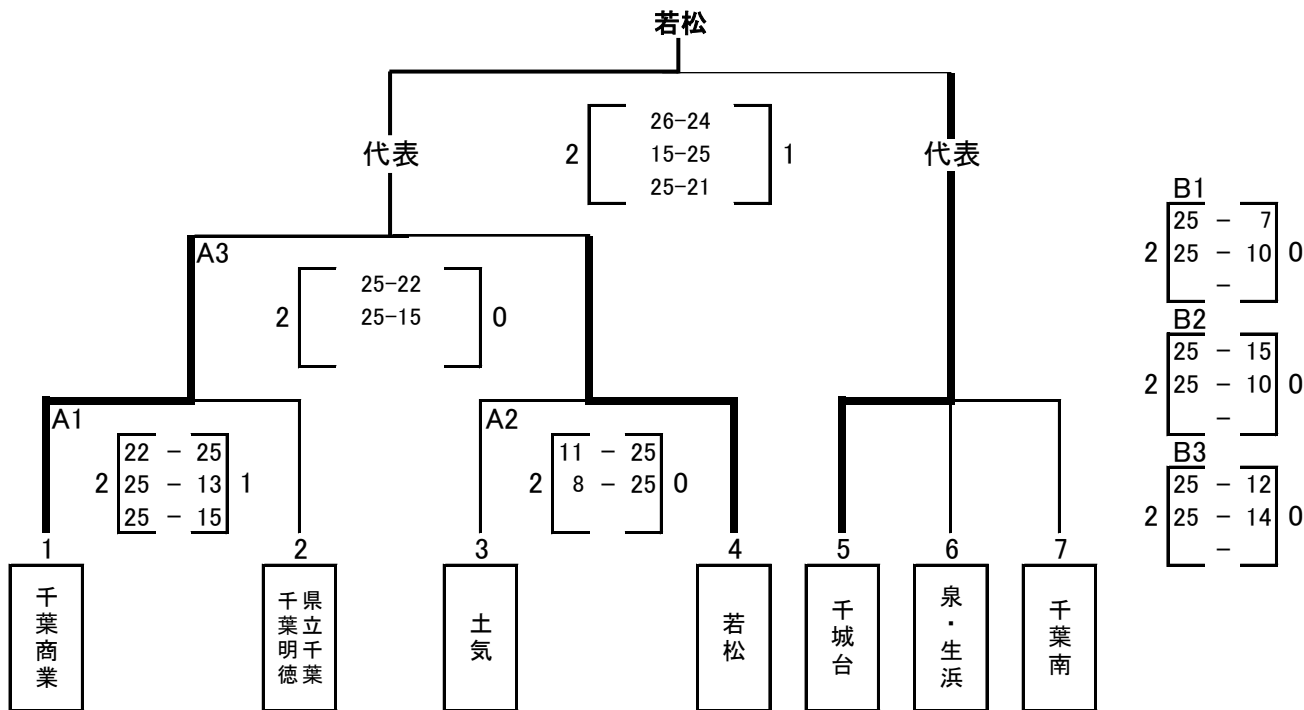 若松
代表
代表
2
26-24
15-25
25-21
1
A3
2
25-22
25-15
0
A1
2
22 - 25
25 - 13
25 - 15
1
A2
2
11 - 25
8 - 25
0
B1
2
25 - 7
25 - 10
-
0
B2
2
25 - 15
25 - 10
-
0
B3
2
25 - 12
25 - 14
-
0
1
2
3
4
5
6
7
千葉商業
県立千葉
千葉明徳
土気
若松
千城台
泉・生浜
千葉南